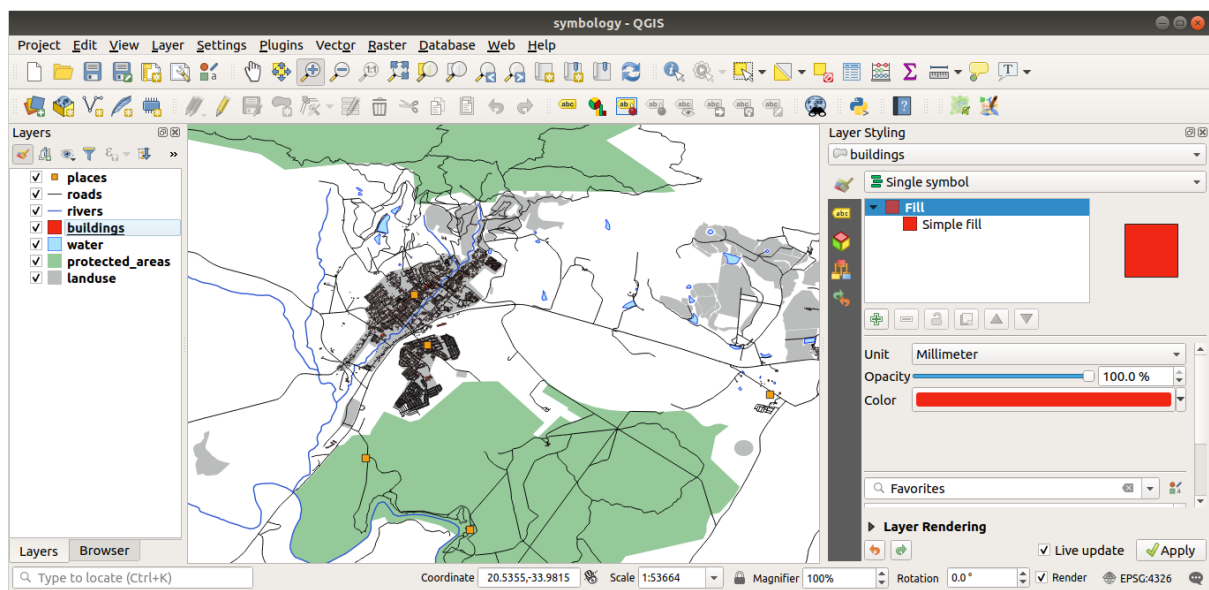 symbology - QGIS
Project Edit View Layer Settings Plugins Vector Raster Database Web Help
Layers
places
roads
rivers
buildings
water
protected_areas
landuse
Layers Browser
Layer Styling
buildings
Single symbol
Fill
Simple fill
Unit Millimeter
Opacity 100.0 %
Color
Favorites
Layer Rendering
Live update Apply
Type to locate (Ctrl+K) Coordinate 20.5355,-33.9815 Scale 1:53664 Magnifier 100% Rotation 0.0° Render EPSG:4326